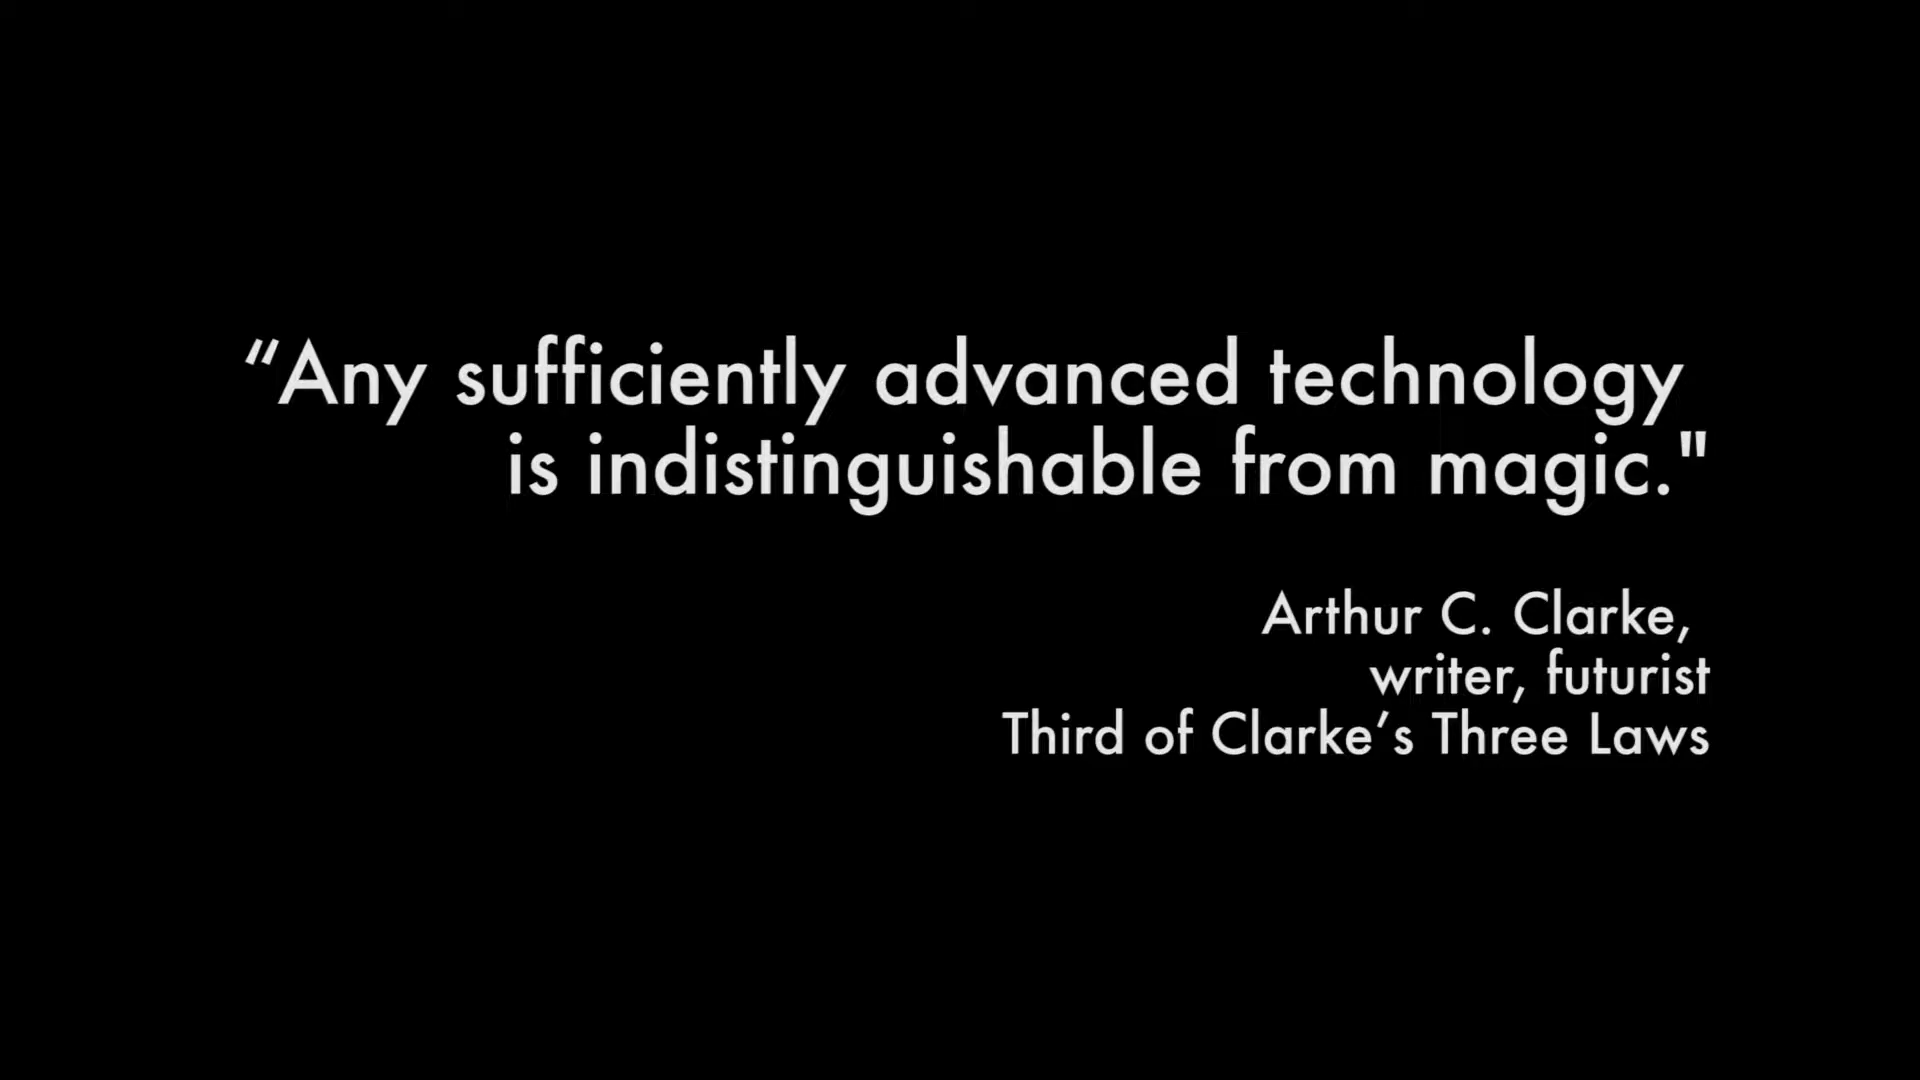 “Any sufficiently advanced technology
is indistinguishable from magic."
Arthur C. Clarke,
writer, futurist
Third of Clarke’s Three Laws